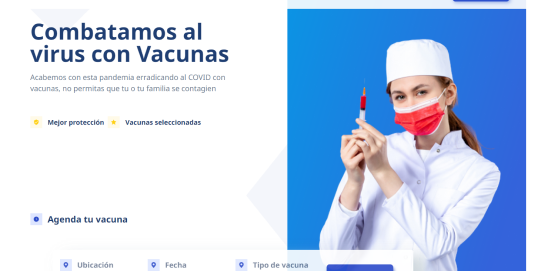 Combatamos al
virus con Vacunas
Acabemos con esta pandemia erradicando al COVID con
vacunas, no permitas que tu o tu familia se contagien
Mejor protección Vacunas seleccionadas
Agenda tu vacuna
Ubicación Fecha Tipo de vacuna